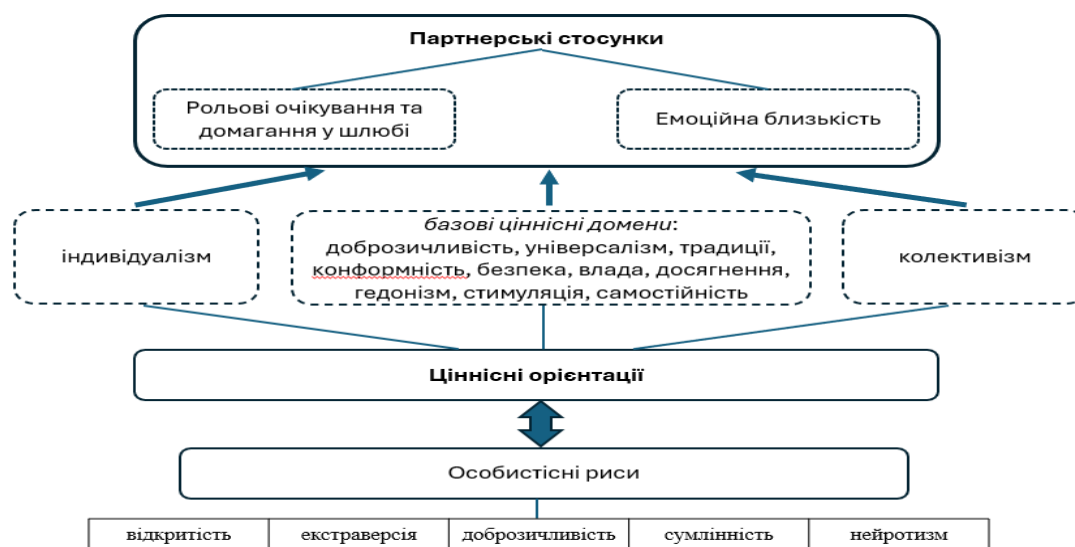 Партнерські стосунки
Рольові очікування та
домагання у шлюбі
Емоційна близькість
індивідуалізм
базові ціннісні домени:
доброзичливість, універсалізм, традиції,
конформність, безпека, влада, досягнення,
гедонізм, стимуляція, самостійність
колективізм
Ціннісні орієнтації
Особистісні риси
відкритість
екстраверсія
доброзичливість
сумлінність
нейротизм